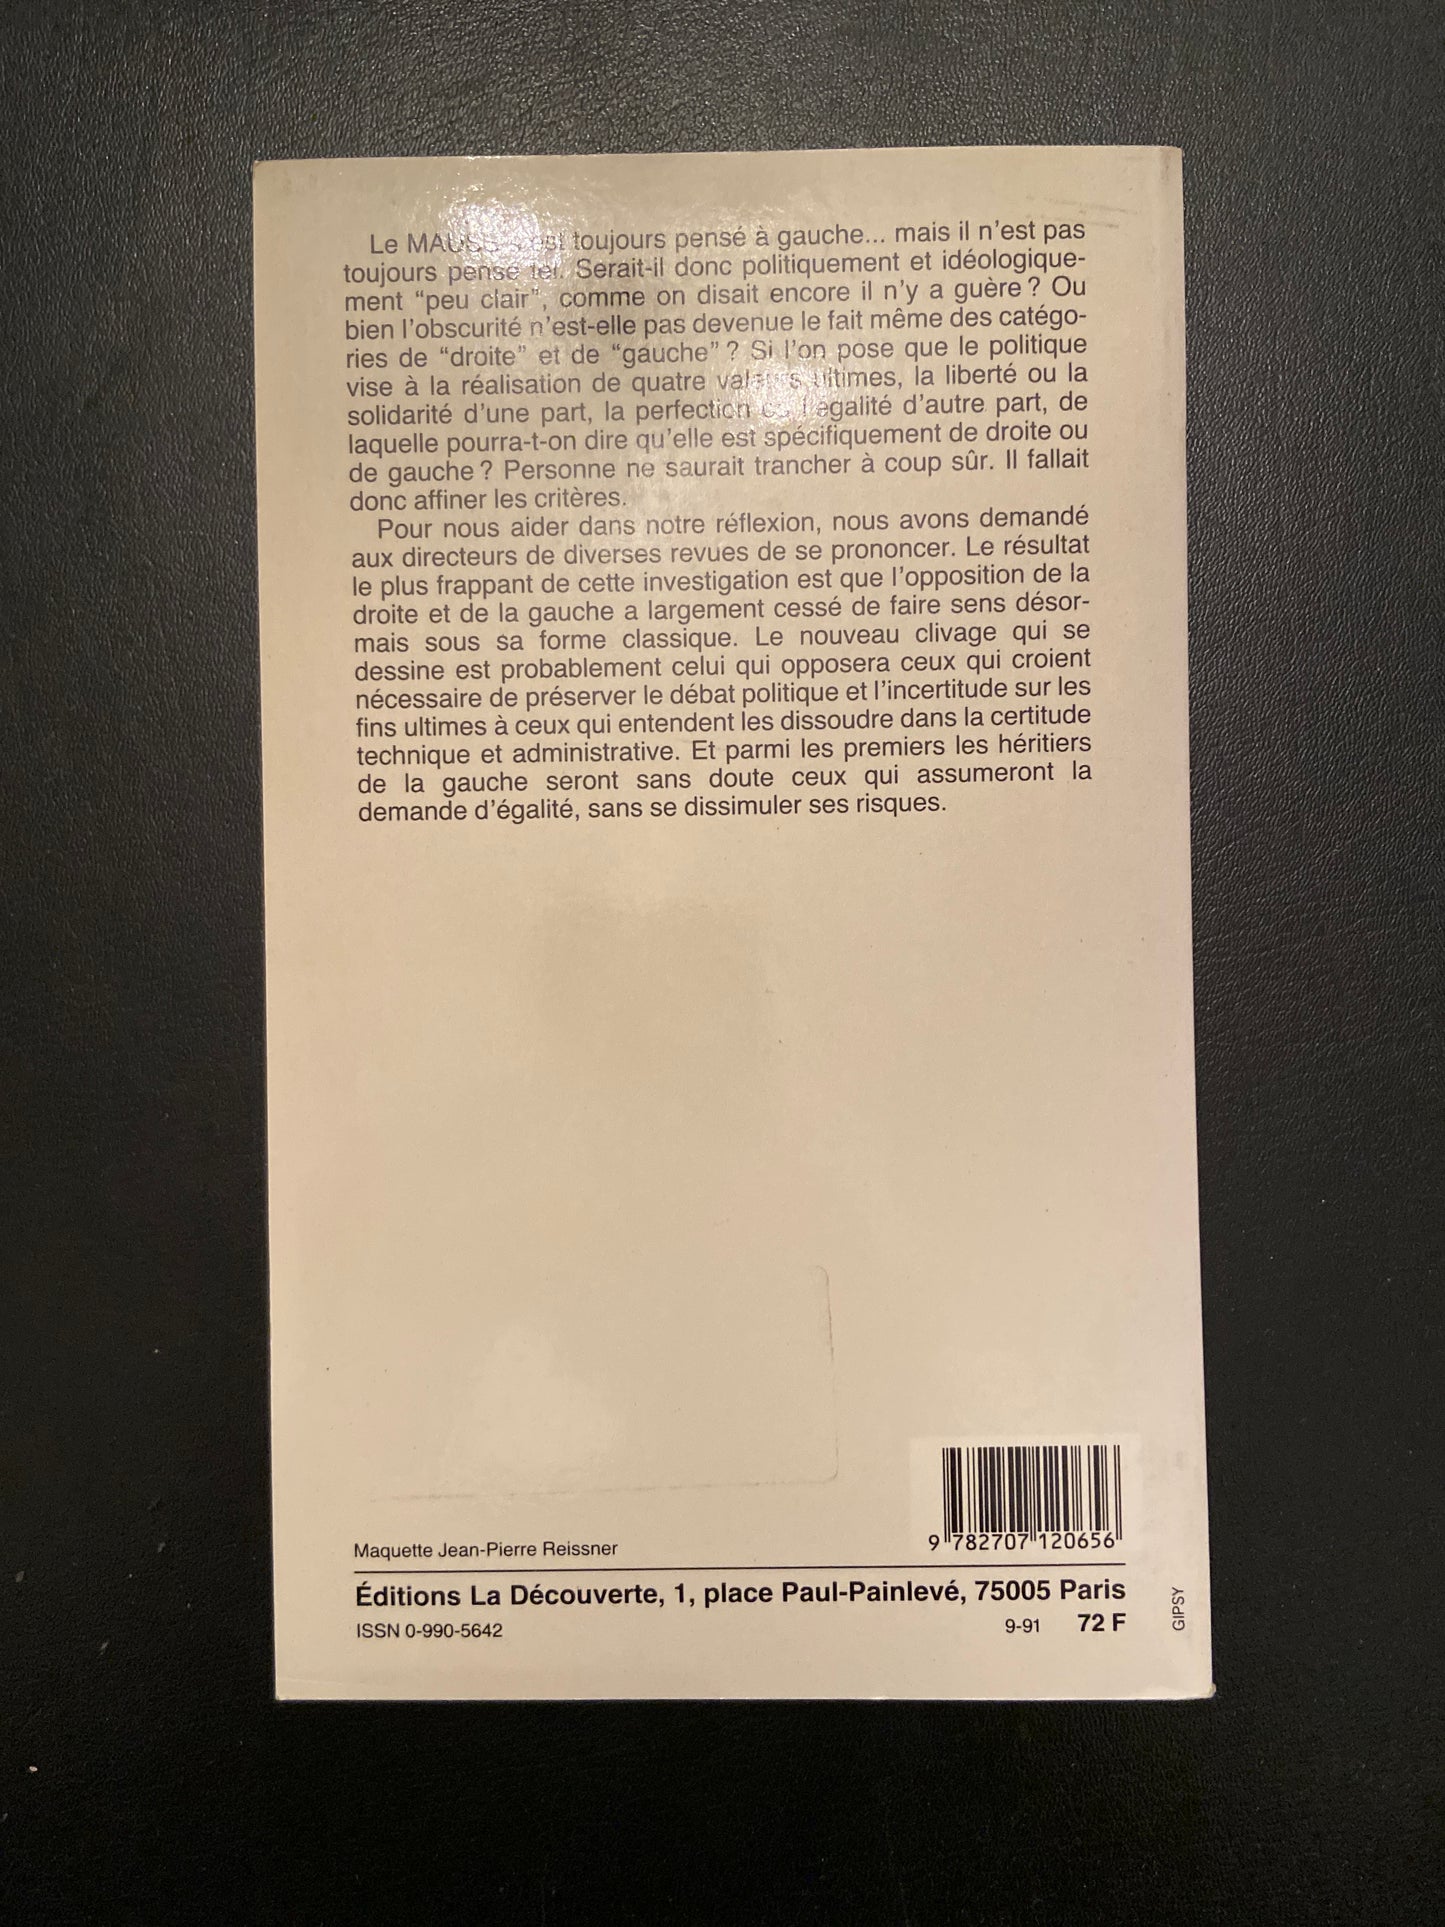 Le MAUSS s'est toujours pensé à gauche... mais il n'est pas
toujours pensé tel. Serait-il donc politiquement et idéologique-
ment “peu clair”, comme on disait encore il n'y a guère ? Ou
bien l'obscurité n'est-elle pas devenue le fait même des catégo-
ries de “droite” et de “gauche” ? Si l'on pose que le politique
vise à la réalisation de quatre valeurs ultimes, la liberté ou la
solidarité d'une part, la perfection ou l'égalité d'autre part, de
laquelle pourra-t-on dire qu'elle est spécifiquement de droite ou
de gauche ? Personne ne saurait trancher à coup sûr. Il fallait
donc affiner les critères.
Pour nous aider dans notre réflexion, nous avons demandé
aux directeurs de diverses revues de se prononcer. Le résultat
le plus frappant de cette investigation est que l'opposition de la
droite et de la gauche a largement cessé de faire sens désor-
mais sous sa forme classique. Le nouveau clivage qui se
dessine est probablement celui qui opposera ceux qui croient
nécessaire de préserver le débat politique et l'incertitude sur les
fins ultimes à ceux qui entendent les dissoudre dans la certitude
technique et administrative. Et parmi les premiers les héritiers
de la gauche seront sans doute ceux qui assumeront la
demande d'égalité, sans se dissimuler ses risques.
9 782707 120656
Maquette Jean-Pierre Reissner
Éditions La Découverte, 1, place Paul-Painlevé, 75005 Paris
ISSN 0-990-5642 9-91 72 F
GIPSY